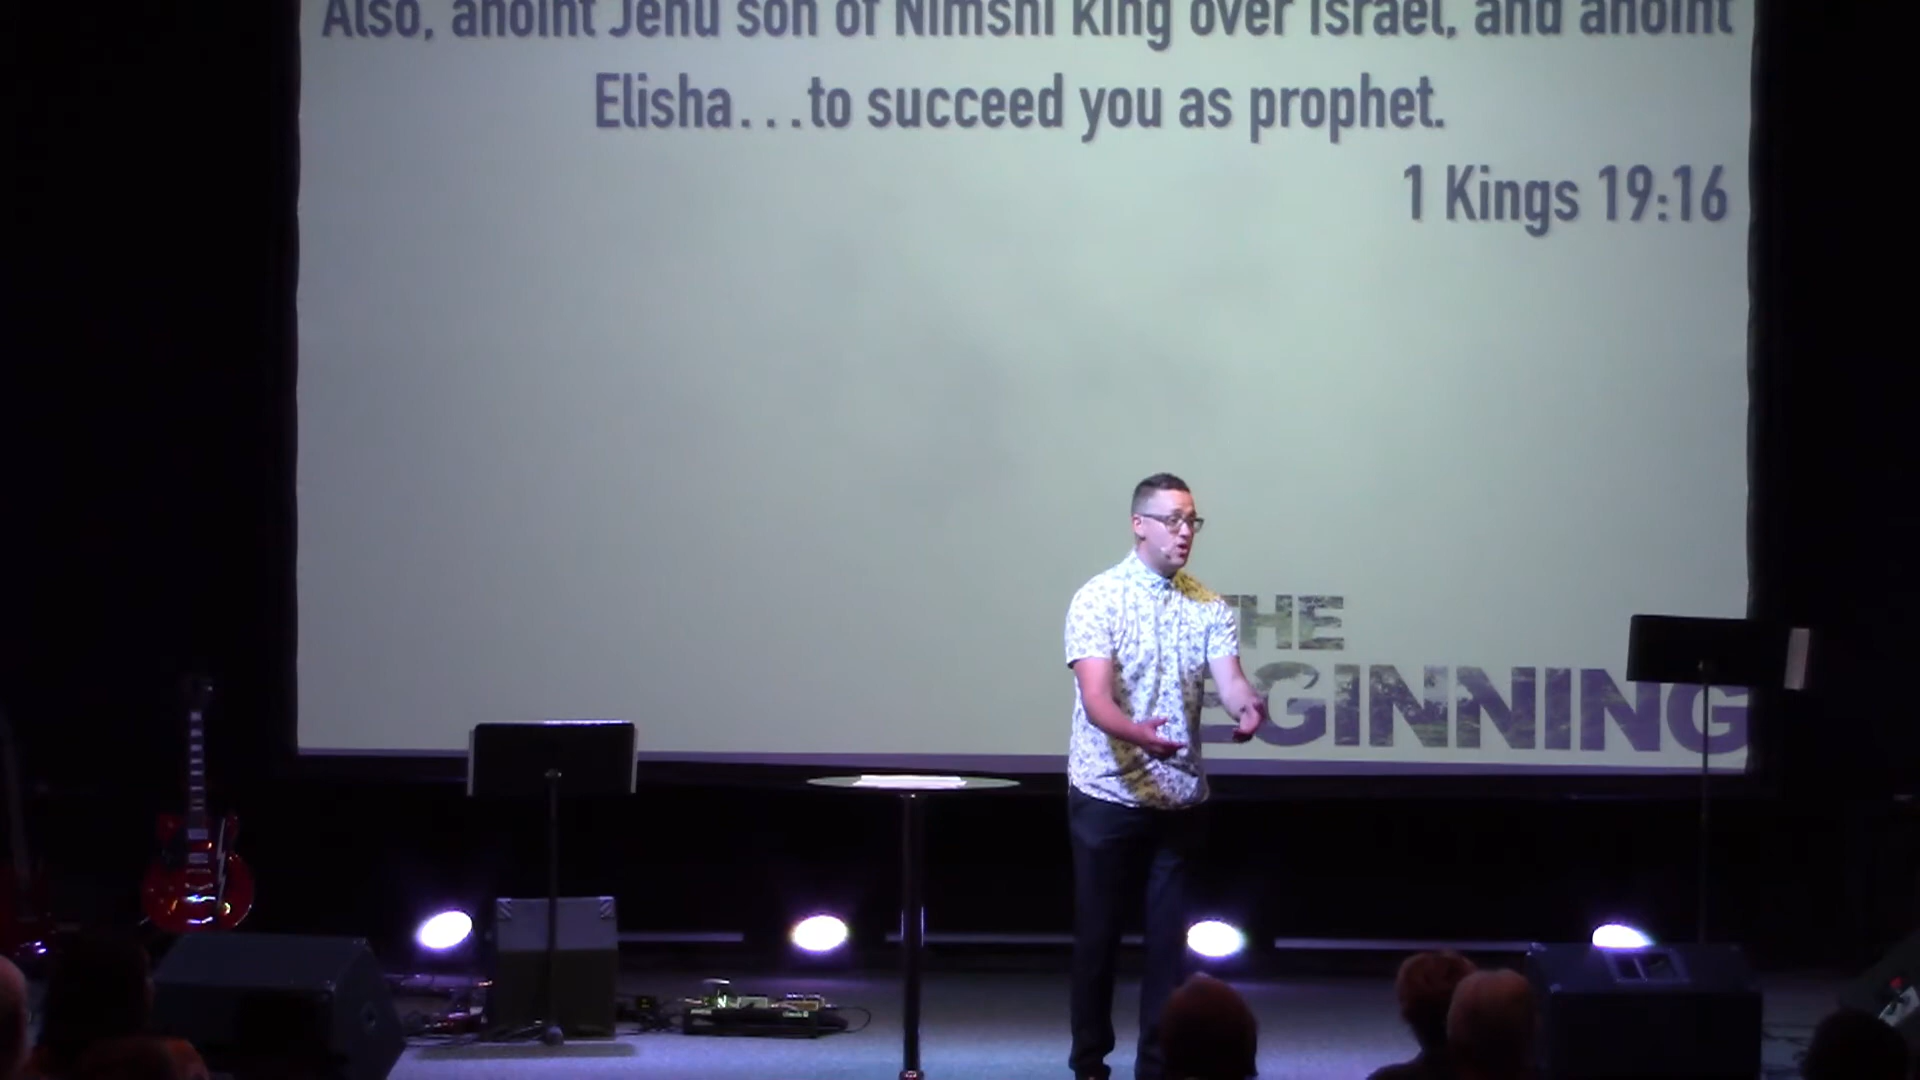 Also, anoint Jehu son of Nimshi king over Israel, and anoint
Elisha...to succeed you as prophet.
1 Kings 19:16
THE
BEGINNING